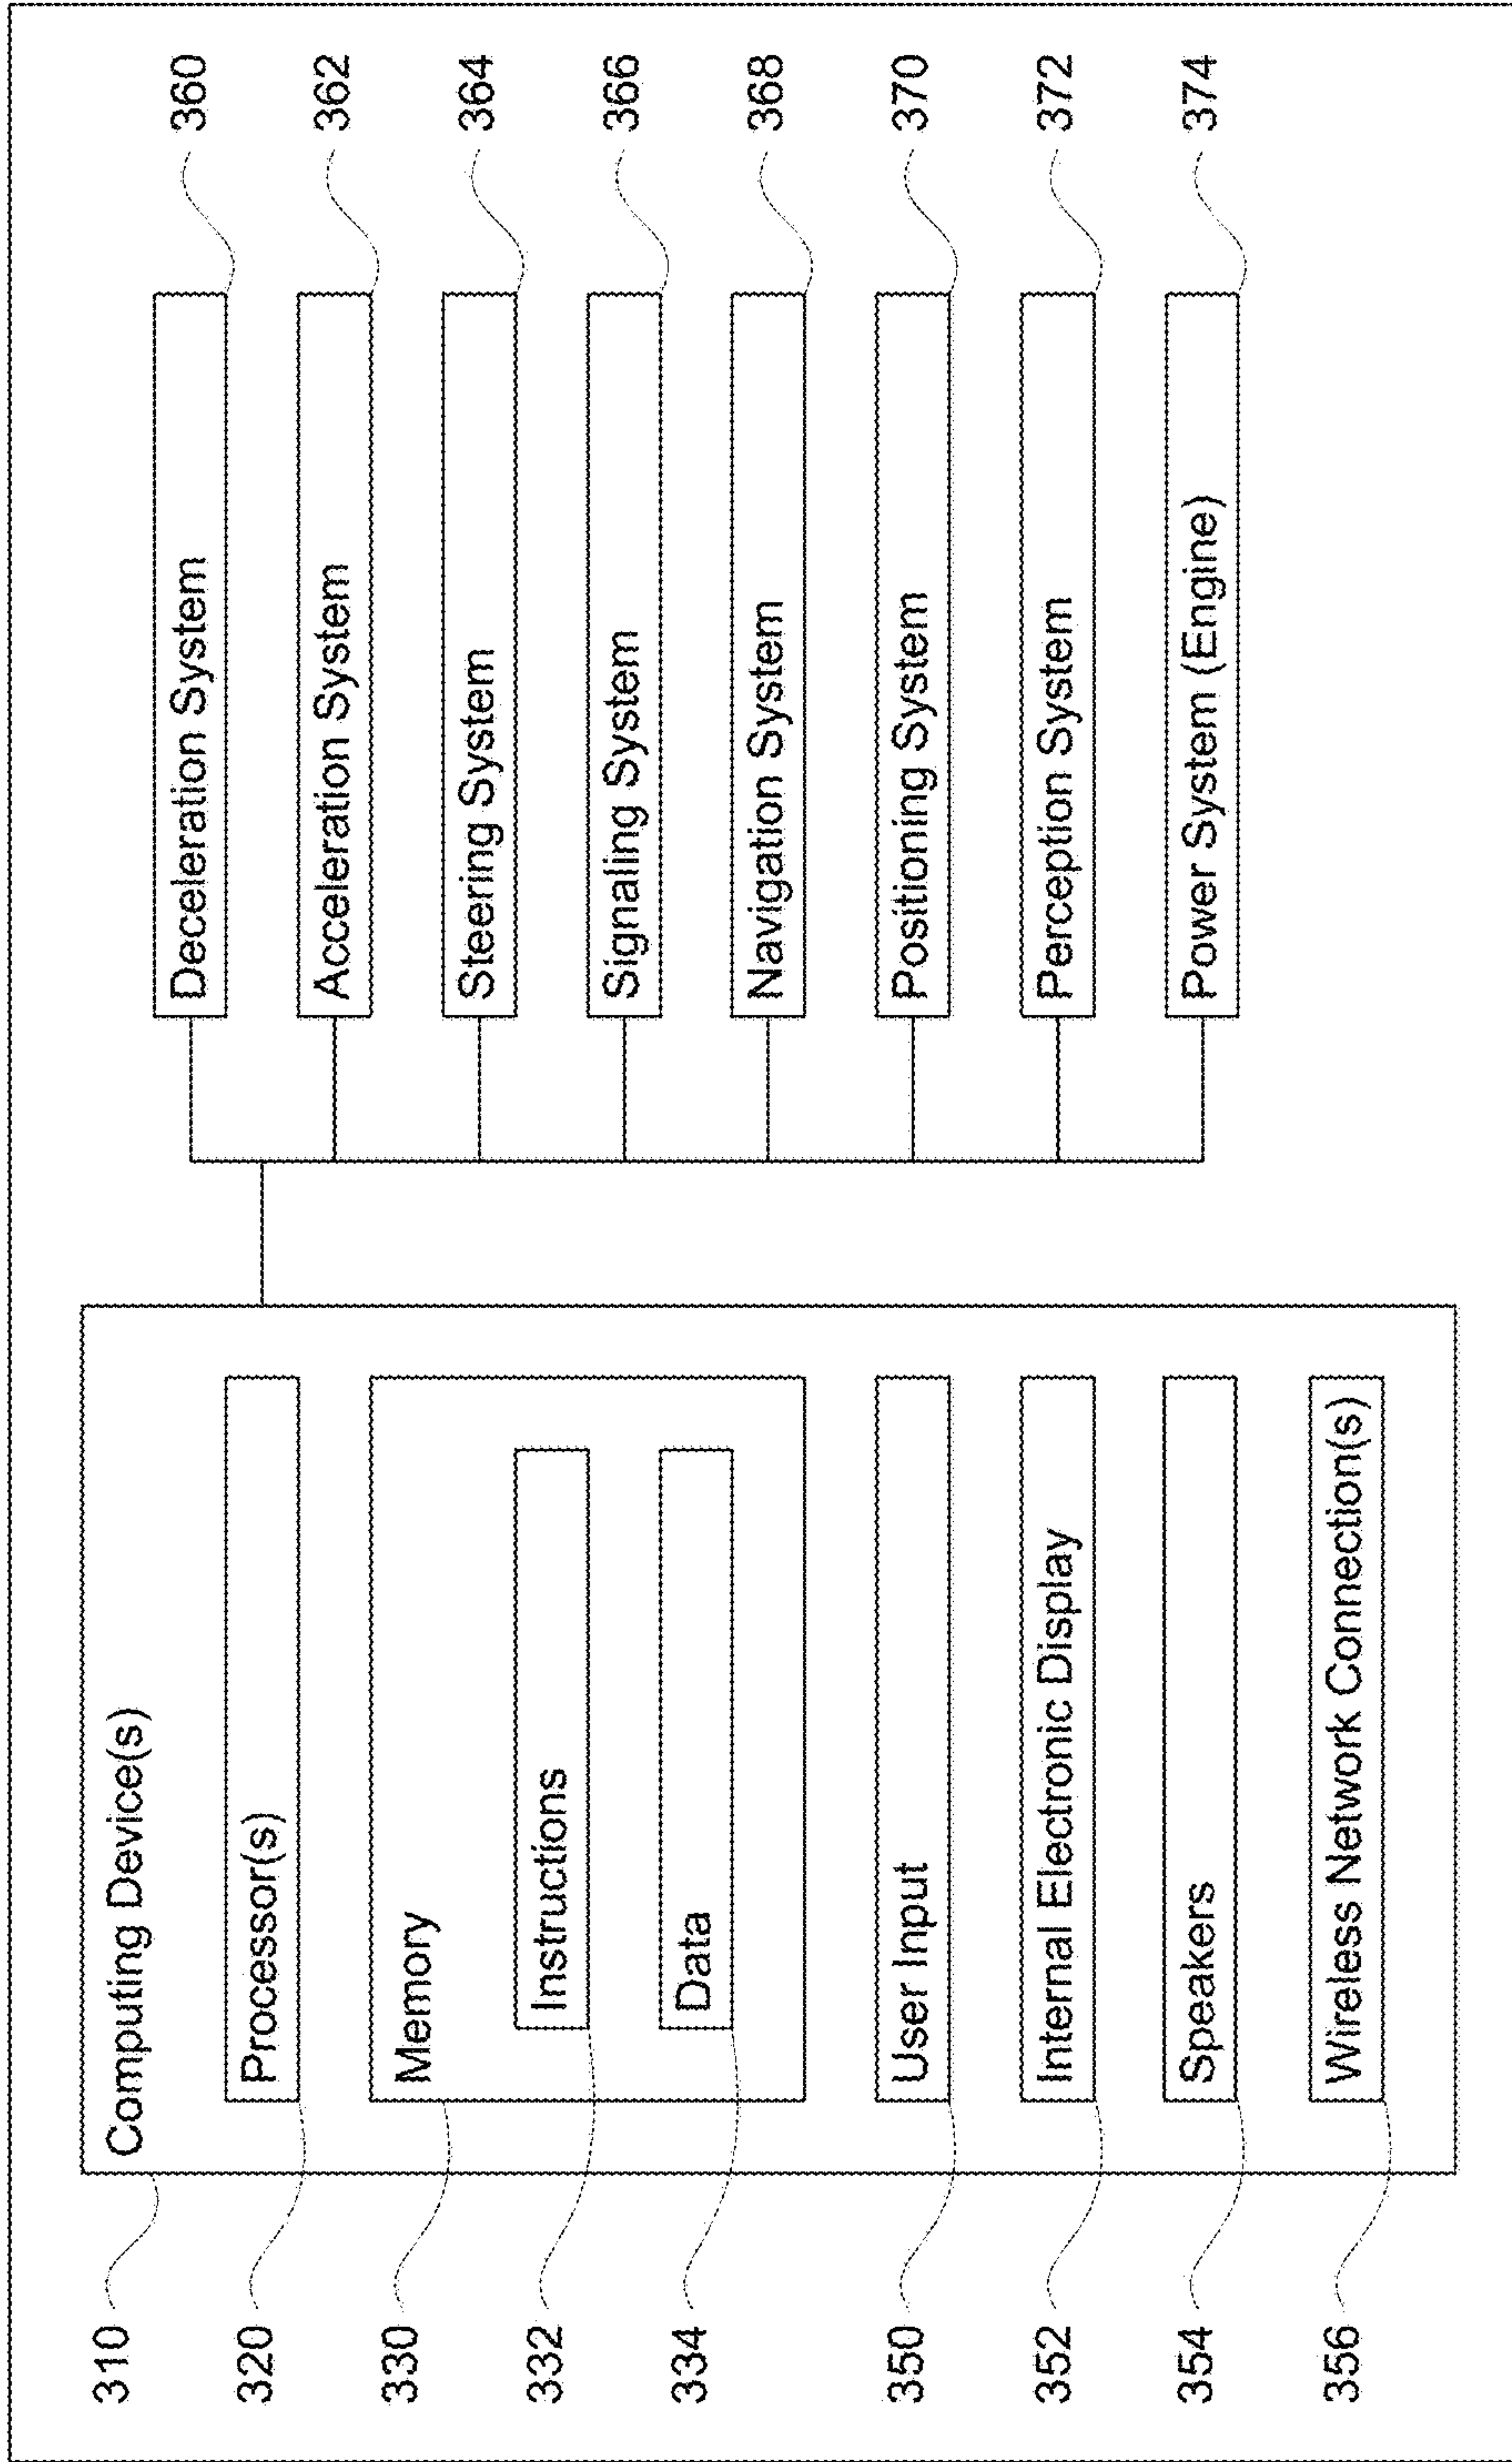 310
Computing Device(s)
320
Processor(s)
330
Memory
332
Instructions
334
Data
350
User Input
352
Internal Electronic Display
354
Speakers
356
Wireless Network Connection(s)
Deceleration System
360
Acceleration System
362
Steering System
364
Signaling System
366
Navigation System
368
Positioning System
370
Perception System
372
Power System (Engine)
374